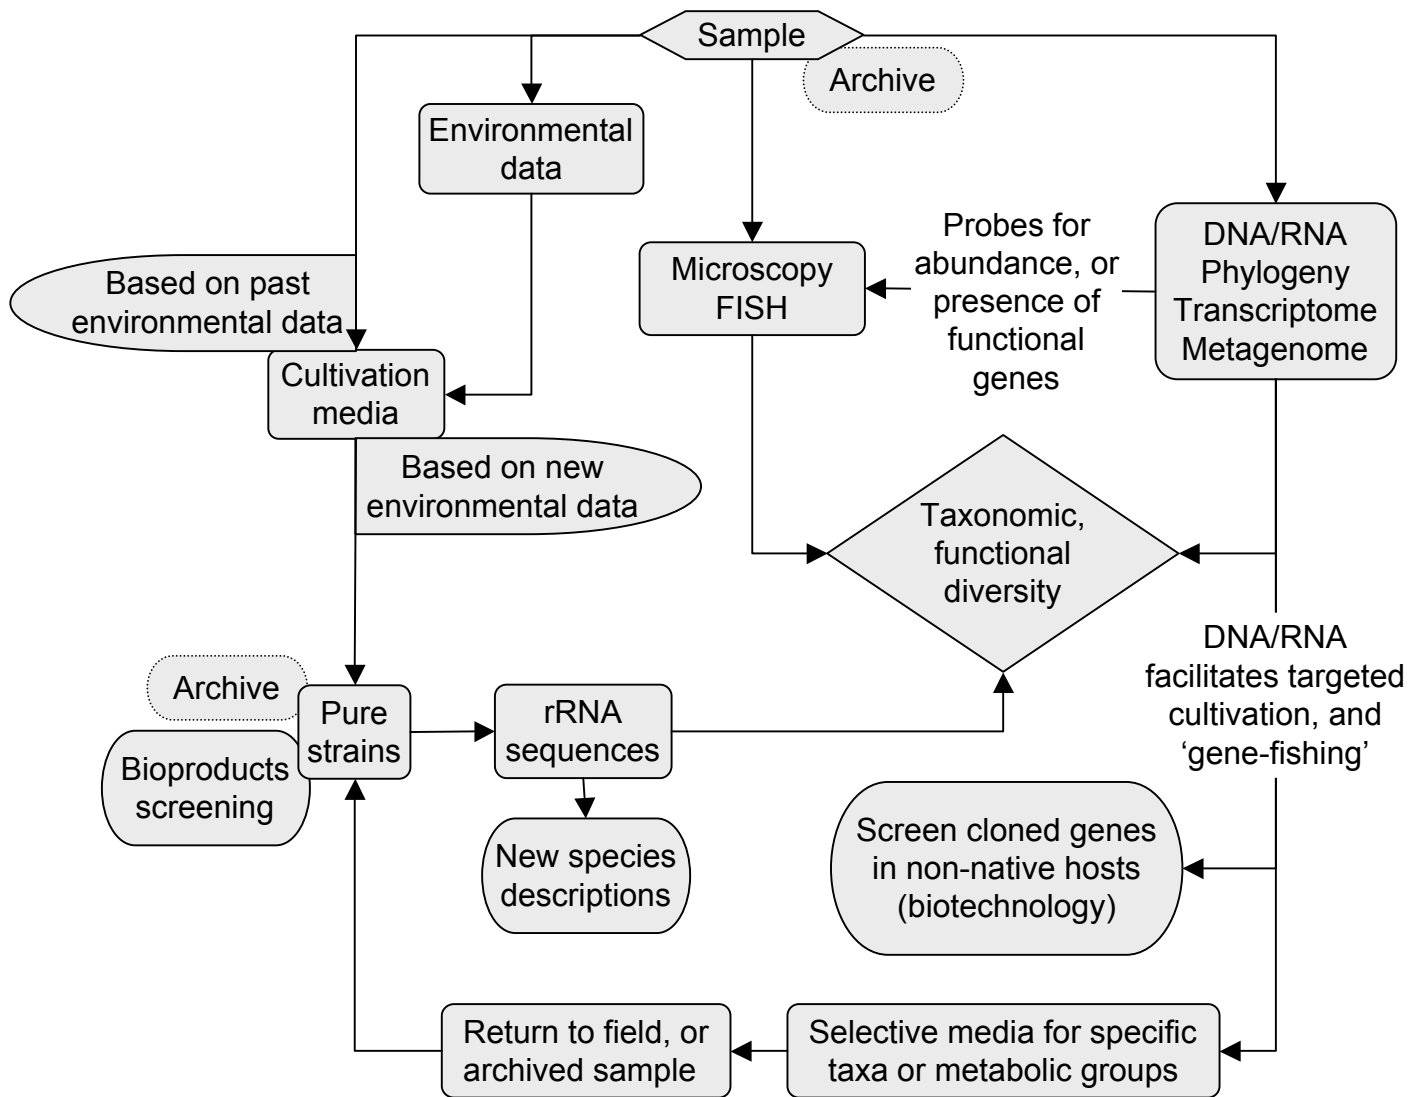 Sample
Archive
Environmental
data
Based on past
environmental data
Microscopy
FISH
Probes for
abundance, or
presence of
functional
genes
DNA/RNA
Phylogeny
Transcriptome
Metagenome
Cultivation
media
Based on new
environmental data
Taxonomic,
functional
diversity
DNA/RNA
facilitates targeted
cultivation, and
‘gene-fishing’
Archive
Pure
strains
Bioproducts
screening
rRNA
sequences
New species
descriptions
Screen cloned genes
in non-native hosts
(biotechnology)
Return to field, or
archived sample
Selective media for specific
taxa or metabolic groups